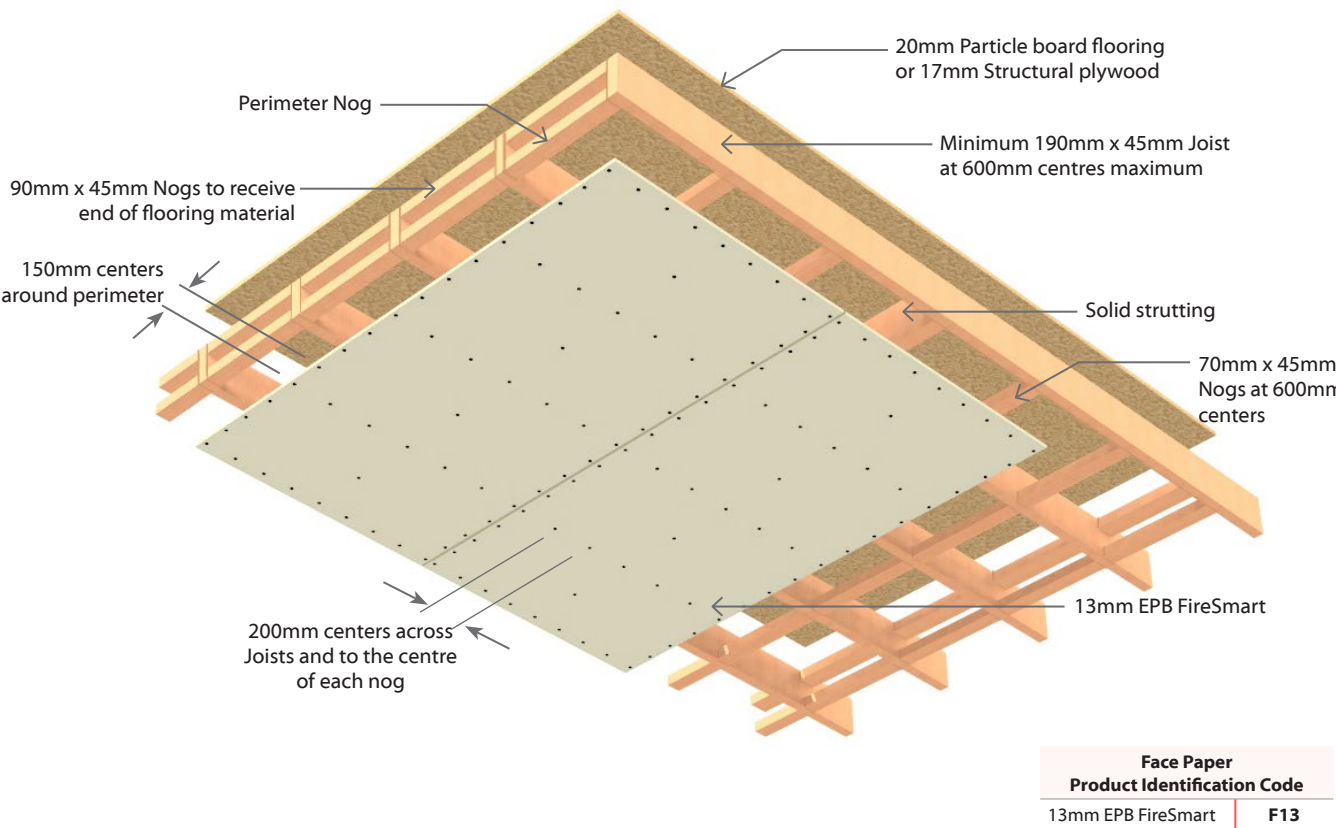 20mm Particle board flooring
or 17mm Structural plywood
Perimeter Nog
Minimum 190mm x 45mm Joist
at 600mm centres maximum
90mm x 45mm Nogs to receive
end of flooring material
150mm centers
around perimeter
Solid strutting
70mm x 45mm
Nogs at 600mm
centers
13mm EPB FireSmart
200mm centers across
Joists and to the centre
of each nog
Face Paper
Product Identification Code
13mm EPB FireSmart F13